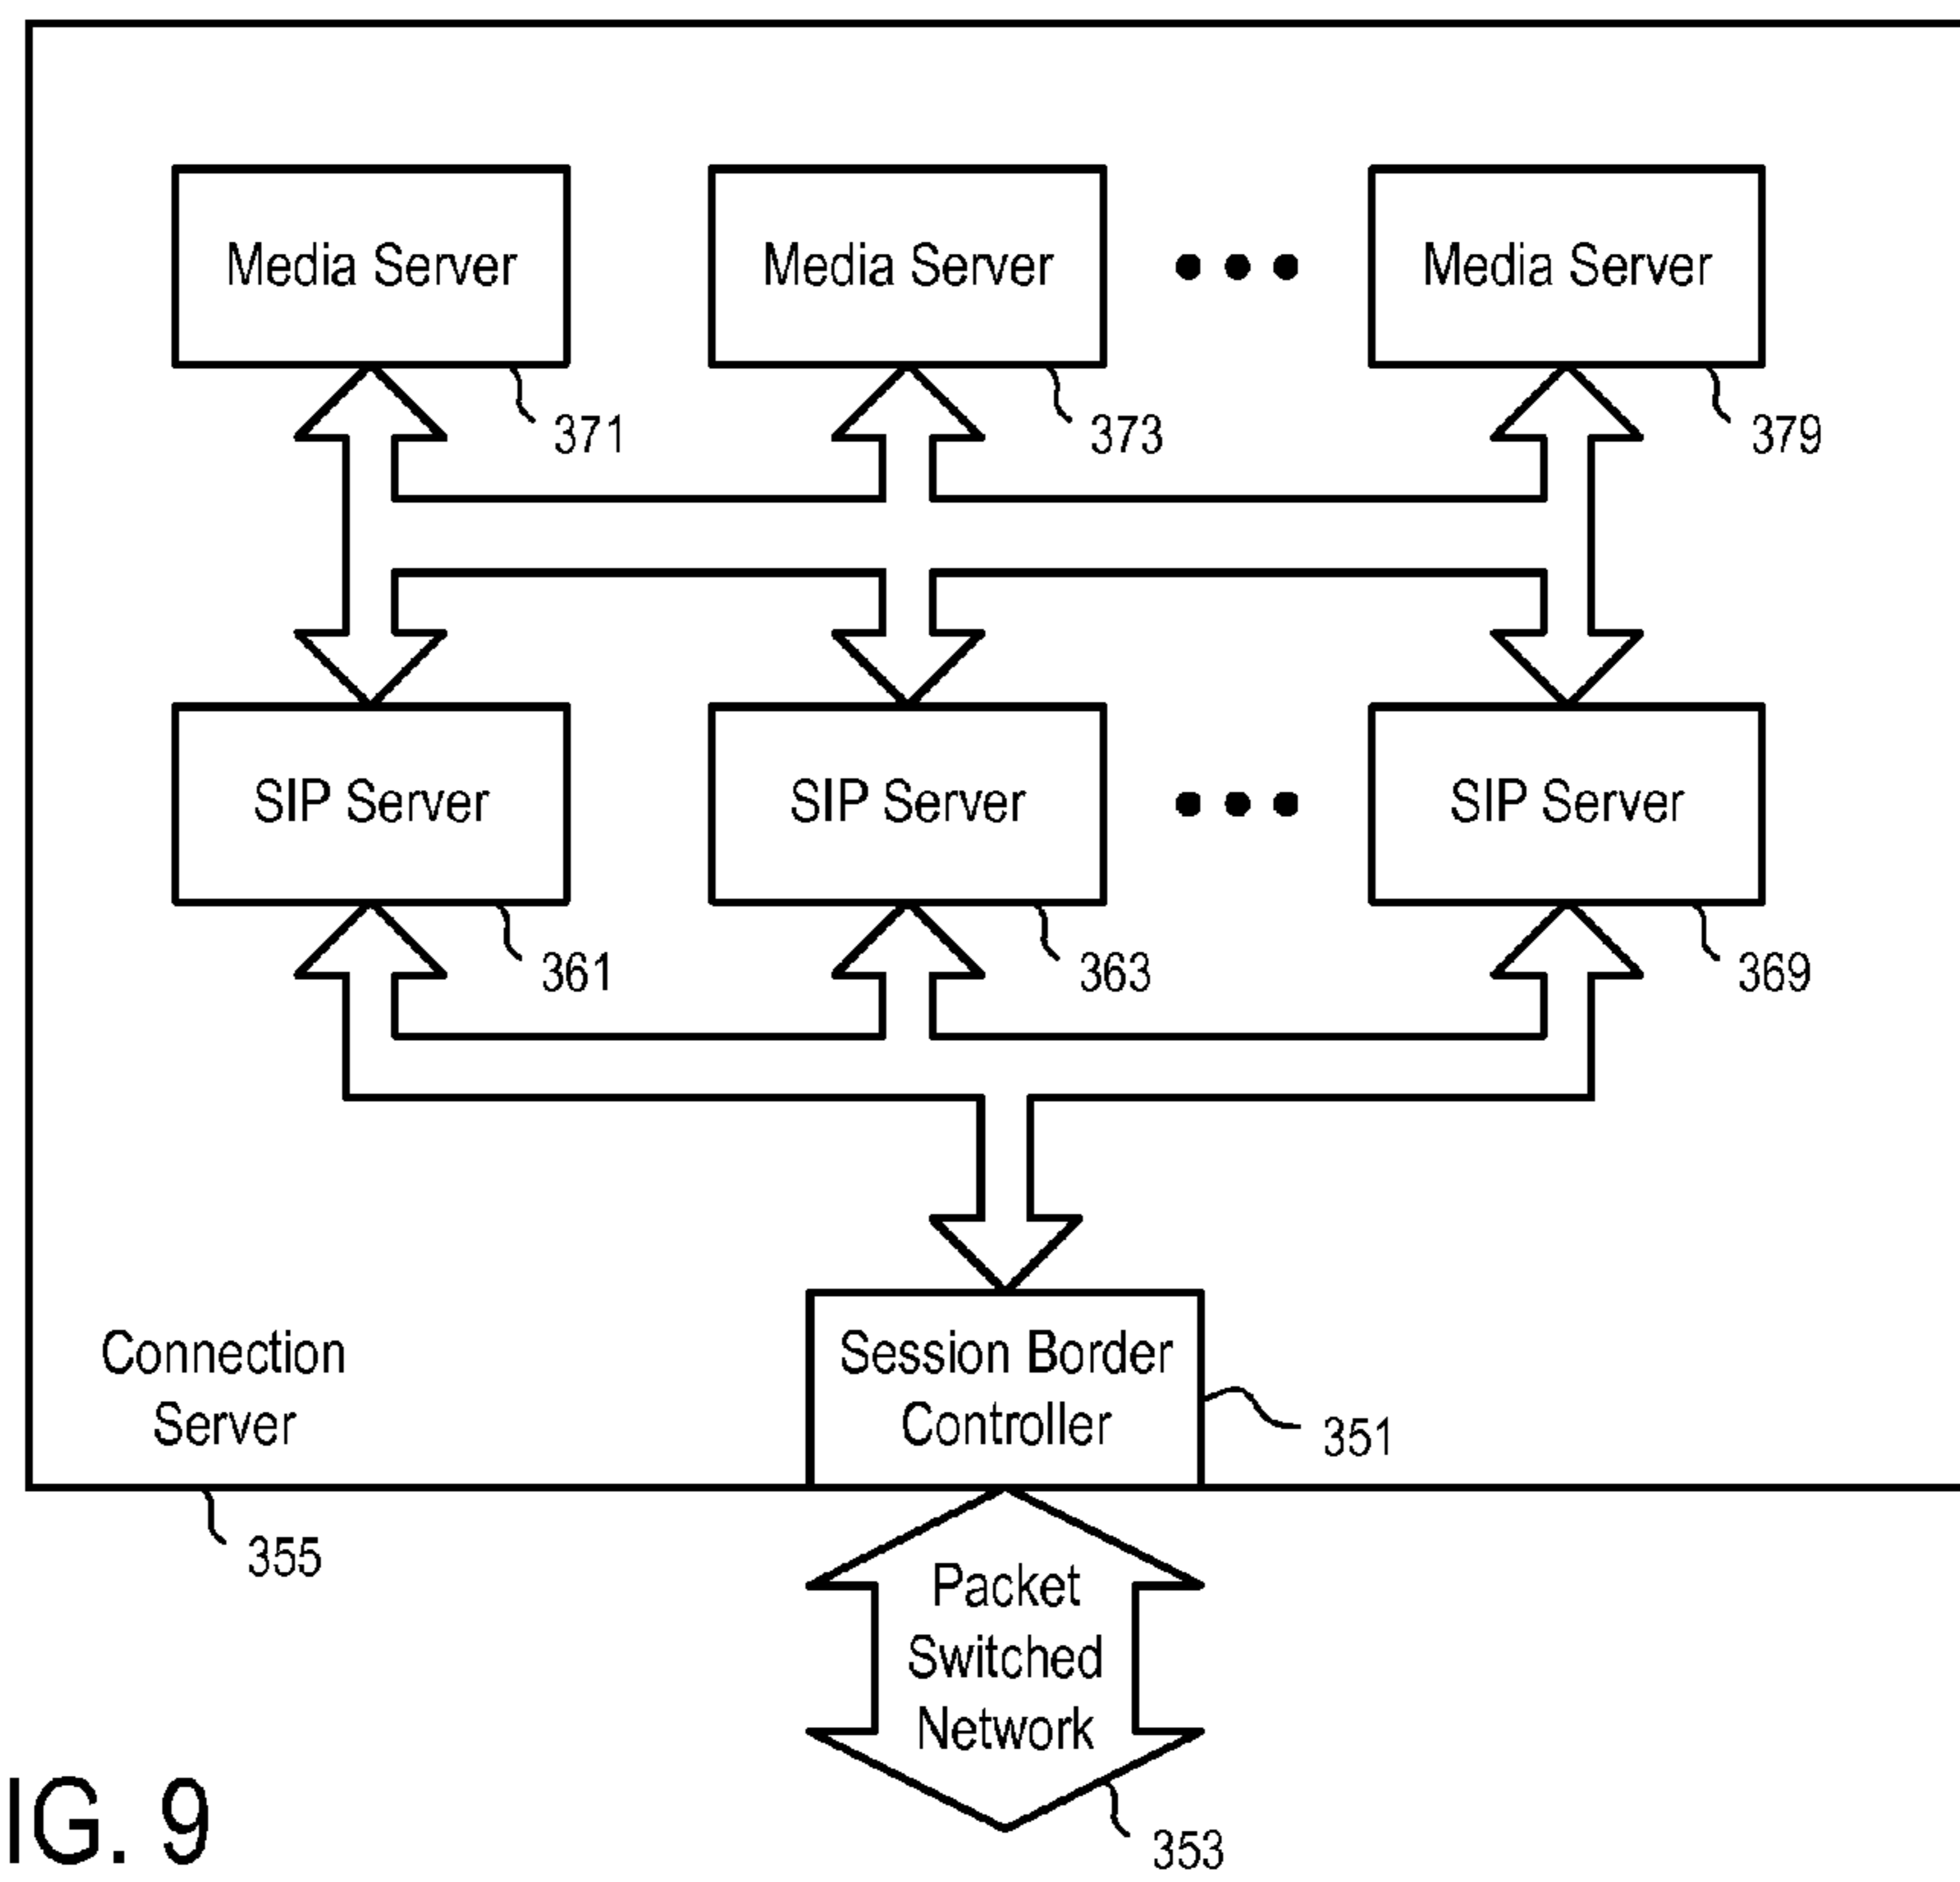 Media Server
Media Server
Media Server
371
373
379
SIP Server
SIP Server
SIP Server
361
363
369
Session Border
Controller
351
Connection
Server
355
Packet
Switched
Network
353
IG. 9